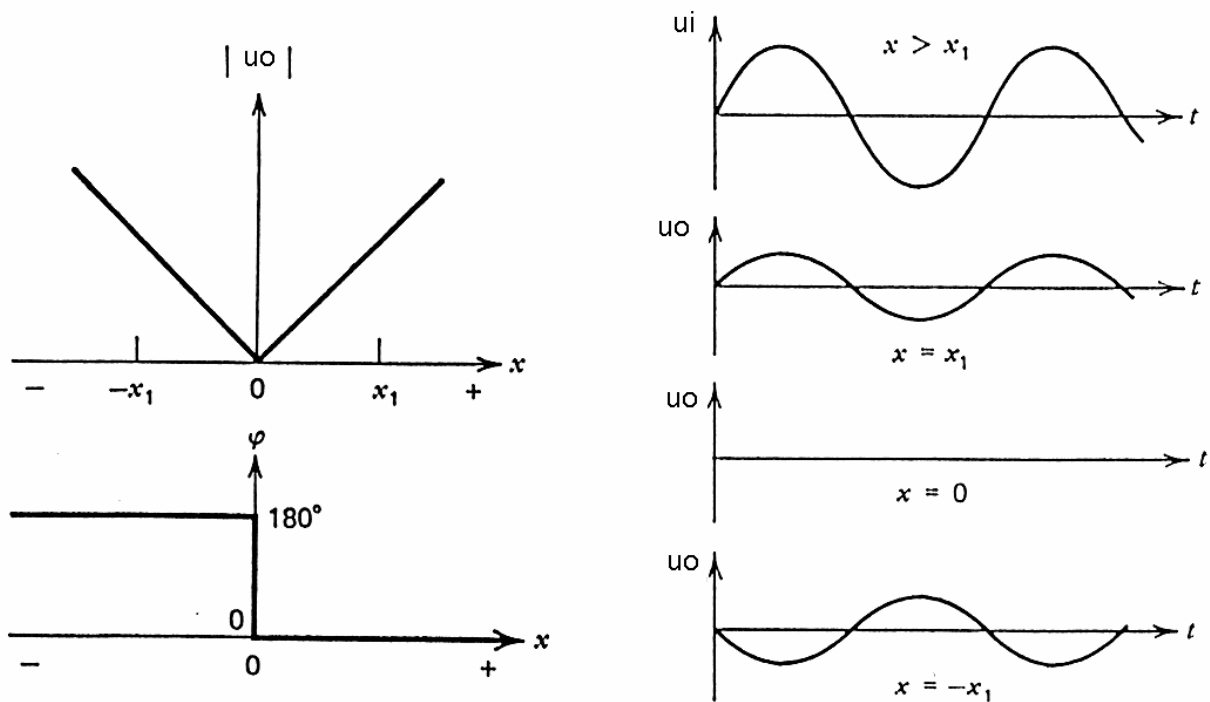 | uo |
x
− −x₁ 0 x₁ +
φ
180°
0
x
− 0 +
ui
x > x₁
t
uo
t
x = x₁
uo
t
x = 0
uo
t
x = −x₁